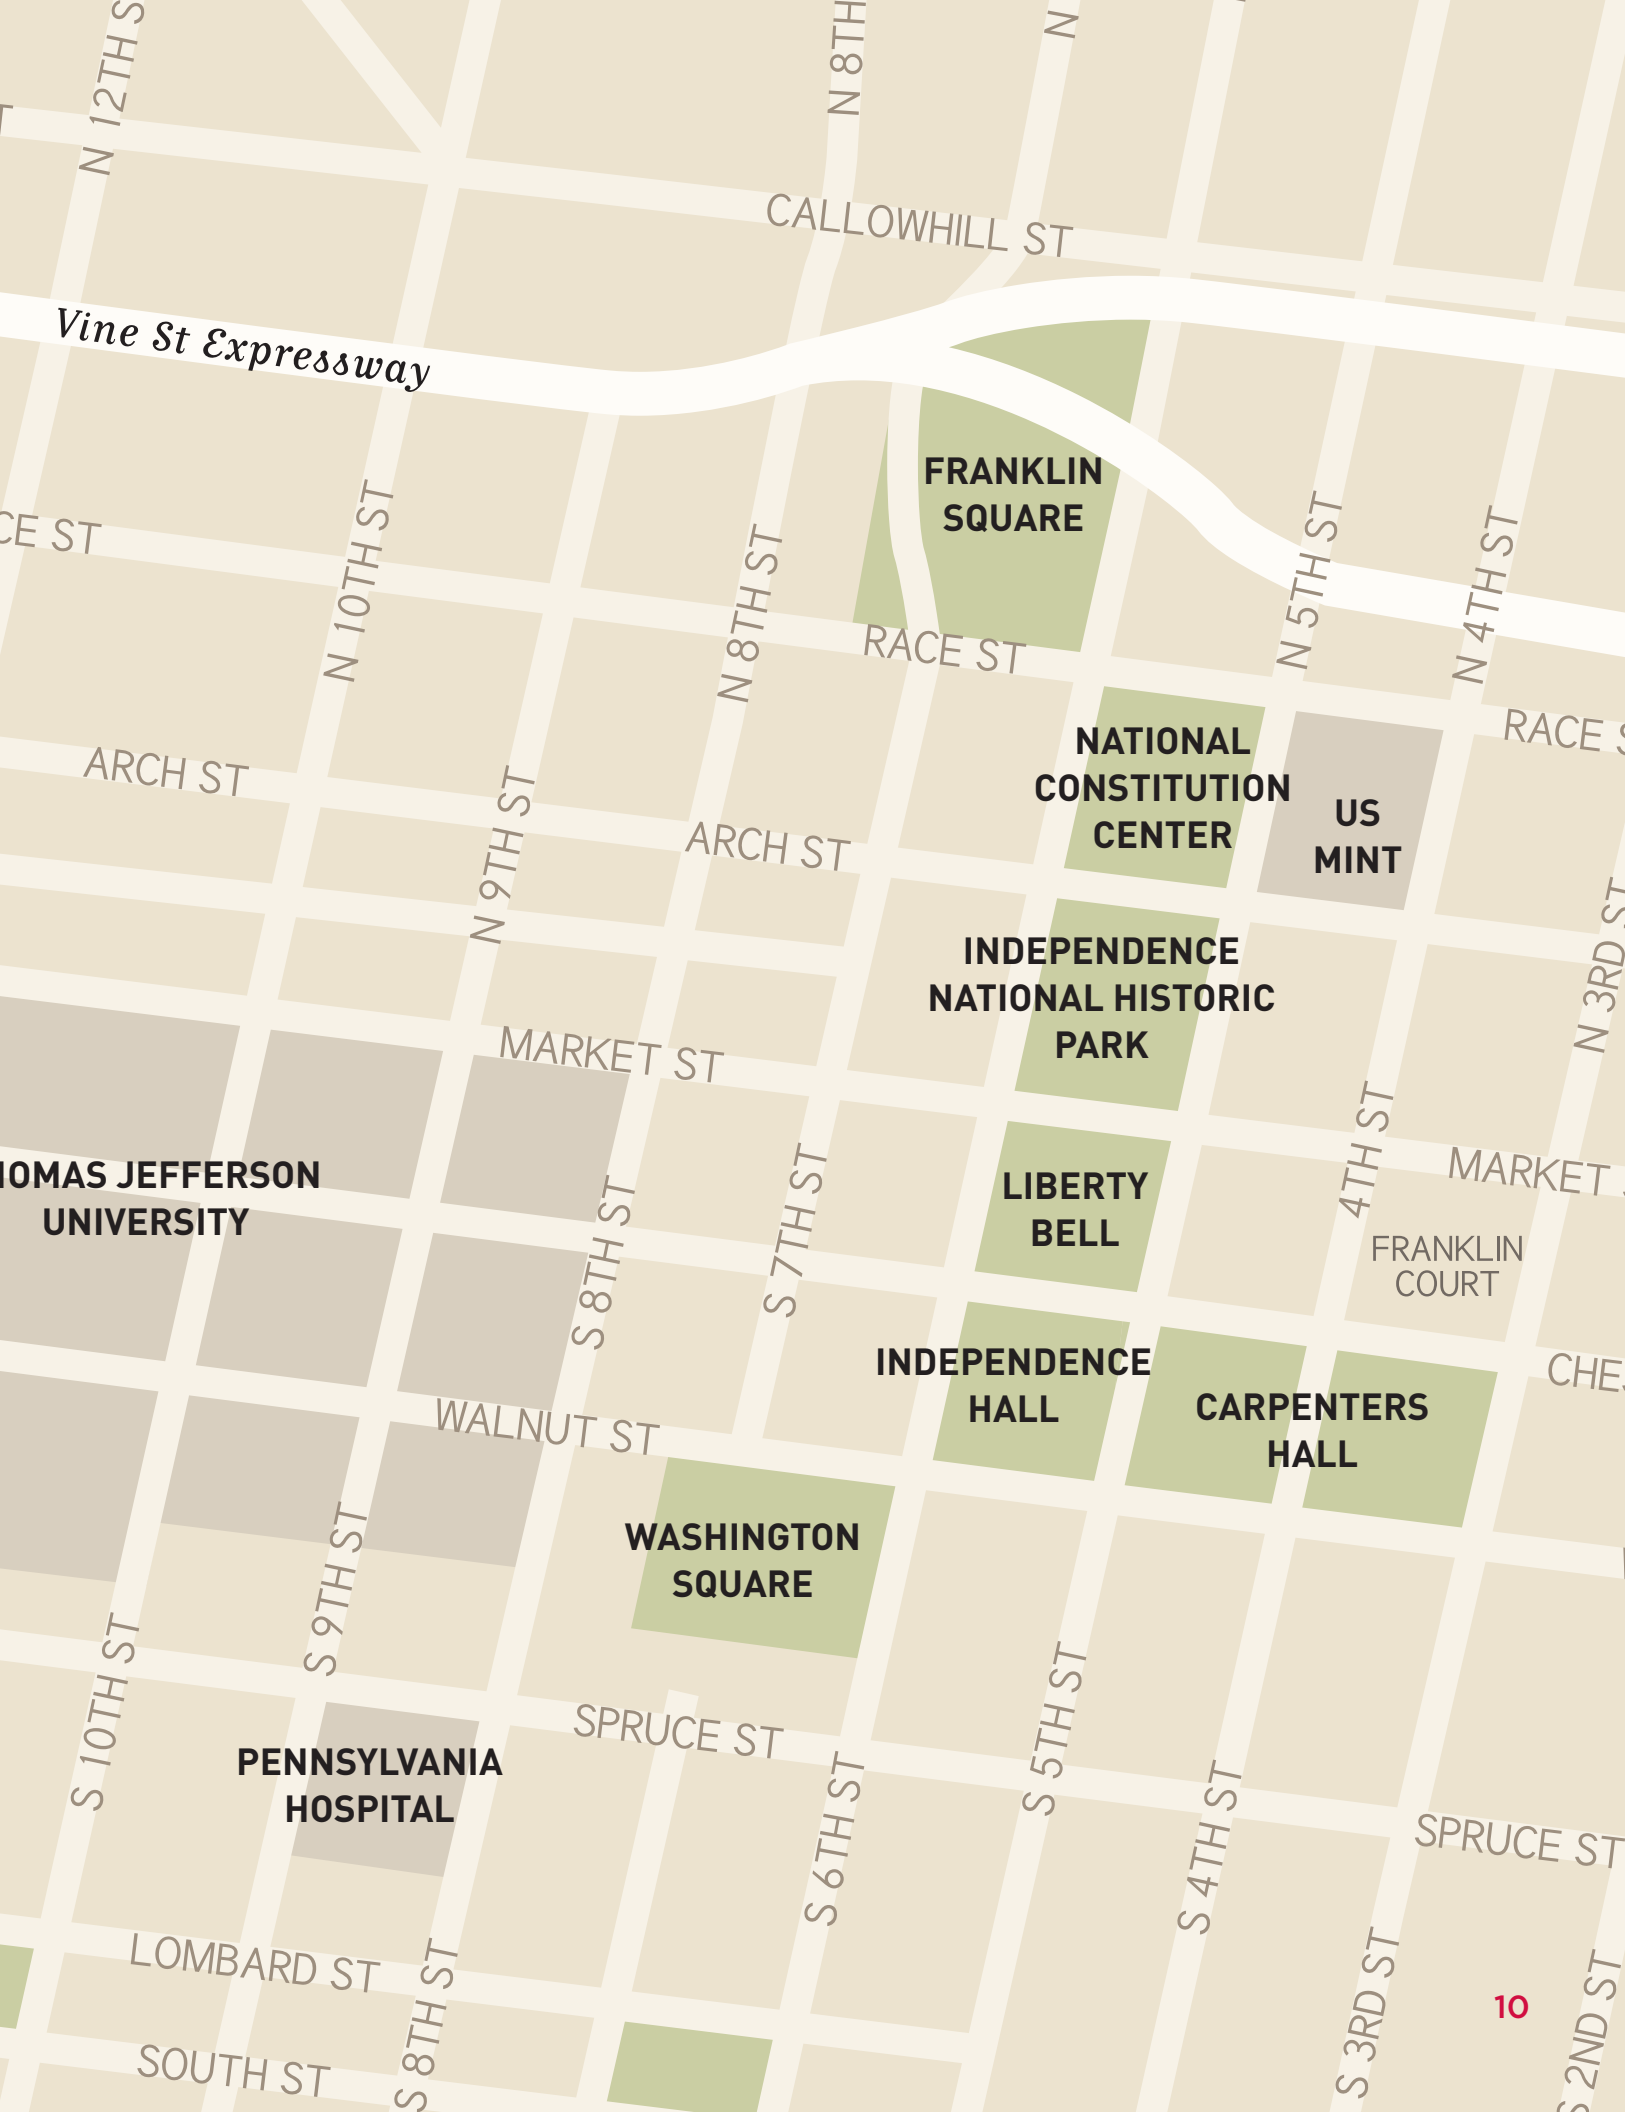 N 12TH S
N 8TH
N
CALLOWHILL ST
Vine St Expressway
FRANKLIN
SQUARE
CE ST
N 10TH ST
N 8TH ST
N 5TH ST
N 4TH ST
RACE ST
RACE S
NATIONAL
CONSTITUTION
CENTER
US
MINT
ARCH ST
N 9TH ST
ARCH ST
N 3RD ST
INDEPENDENCE
NATIONAL HISTORIC
PARK
MARKET ST
4TH ST
MARKET S
OMAS JEFFERSON
UNIVERSITY
S 8TH ST
S 7TH ST
LIBERTY
BELL
FRANKLIN
COURT
INDEPENDENCE
HALL
CARPENTERS
HALL
CHES
WALNUT ST
WASHINGTON
SQUARE
S 9TH ST
S 10TH ST
S 5TH ST
SPRUCE ST
PENNSYLVANIA
HOSPITAL
S 6TH ST
S 4TH ST
SPRUCE ST
LOMBARD ST
S 8TH ST
S 3RD ST
S 2ND ST
10
SOUTH ST